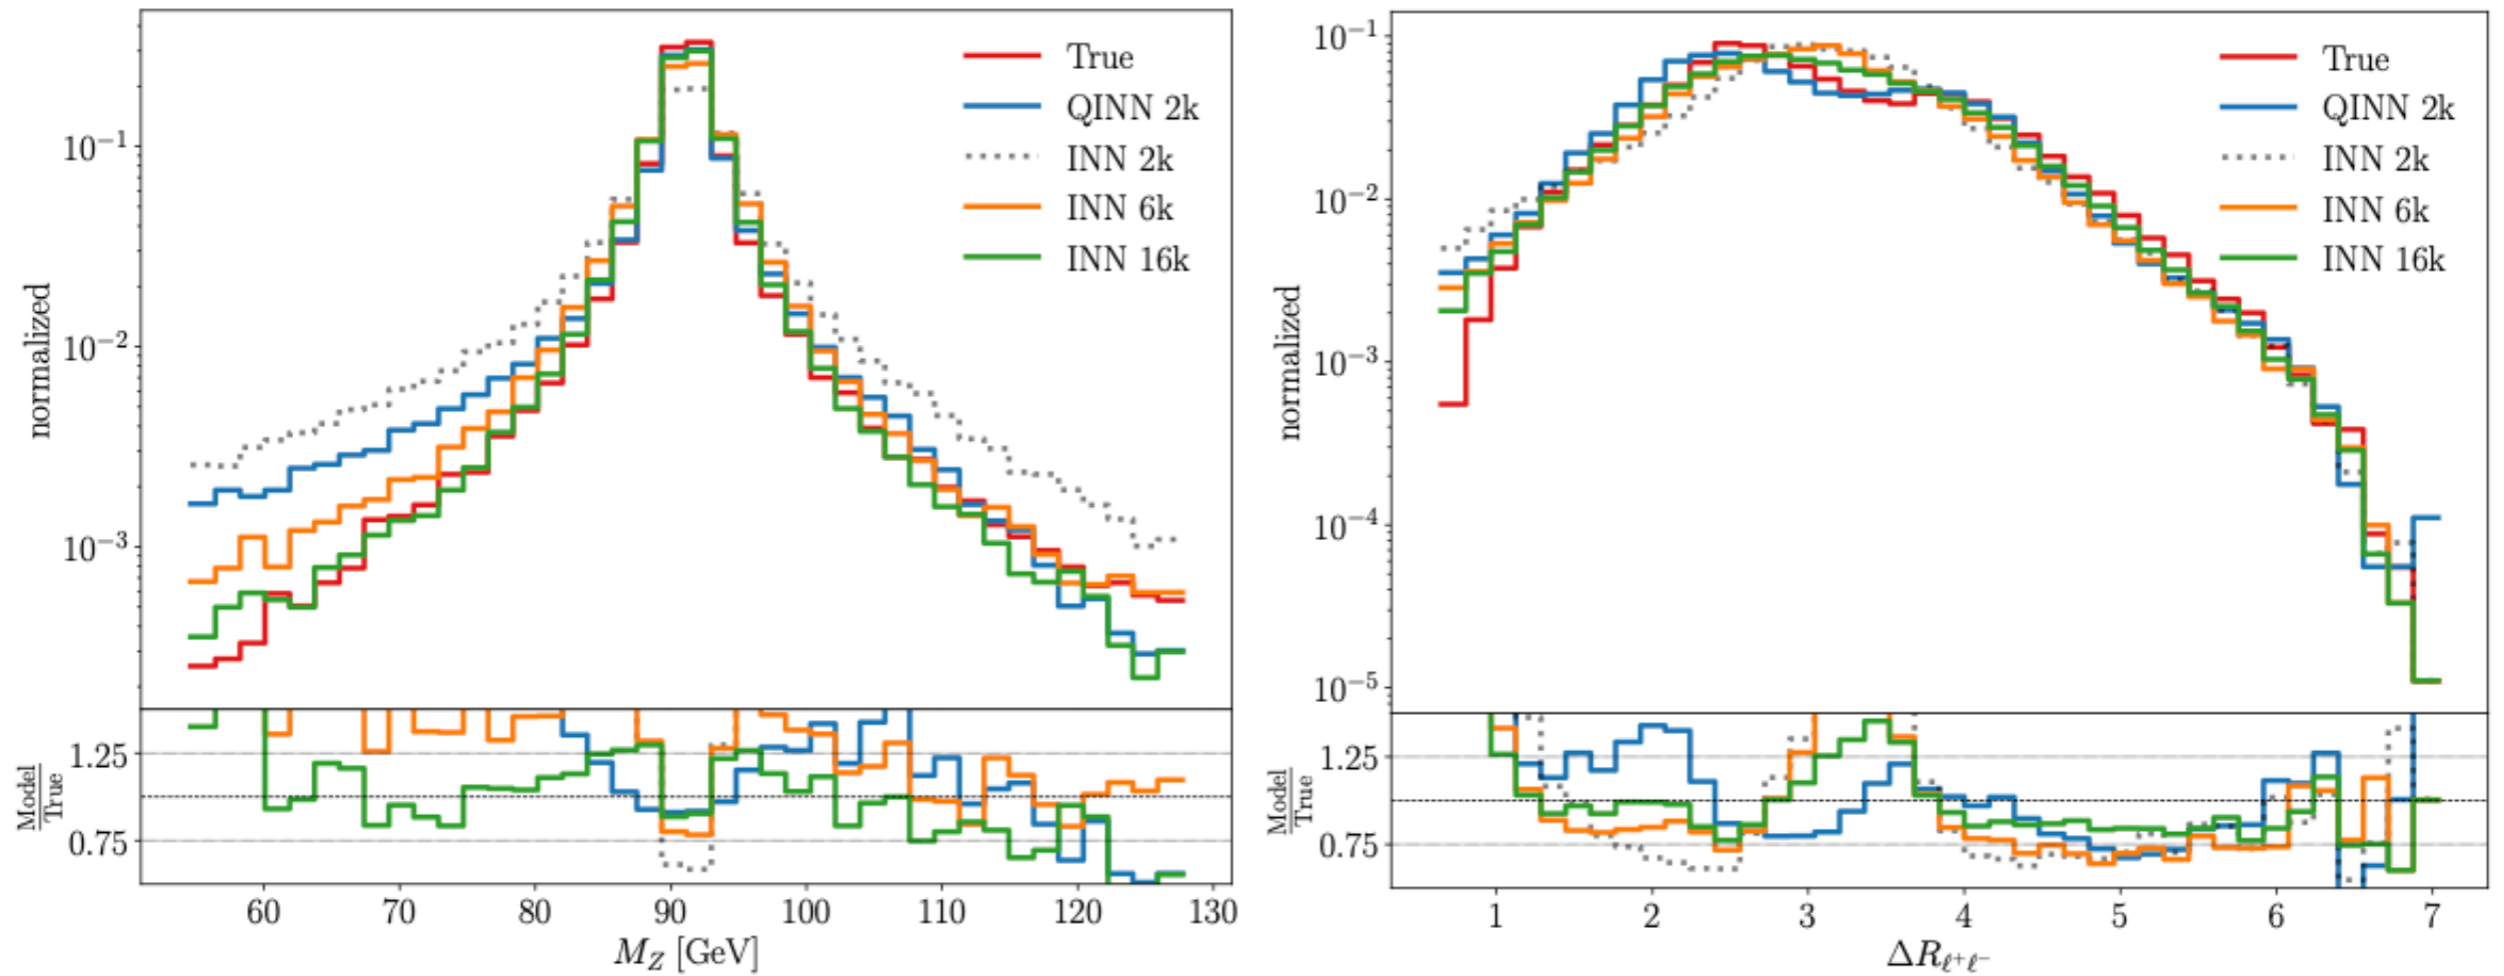 True
QINN 2k
INN 2k
INN 6k
INN 16k
normalized
10⁻¹
10⁻²
10⁻³
Model
True
1.25
0.75
60 70 80 90 100 110 120 130
M_Z [GeV]
True
QINN 2k
INN 2k
INN 6k
INN 16k
normalized
10⁻¹
10⁻²
10⁻³
10⁻⁴
10⁻⁵
Model
True
1.25
0.75
1 2 3 4 5 6 7
ΔR_ℓ⁺ℓ⁻